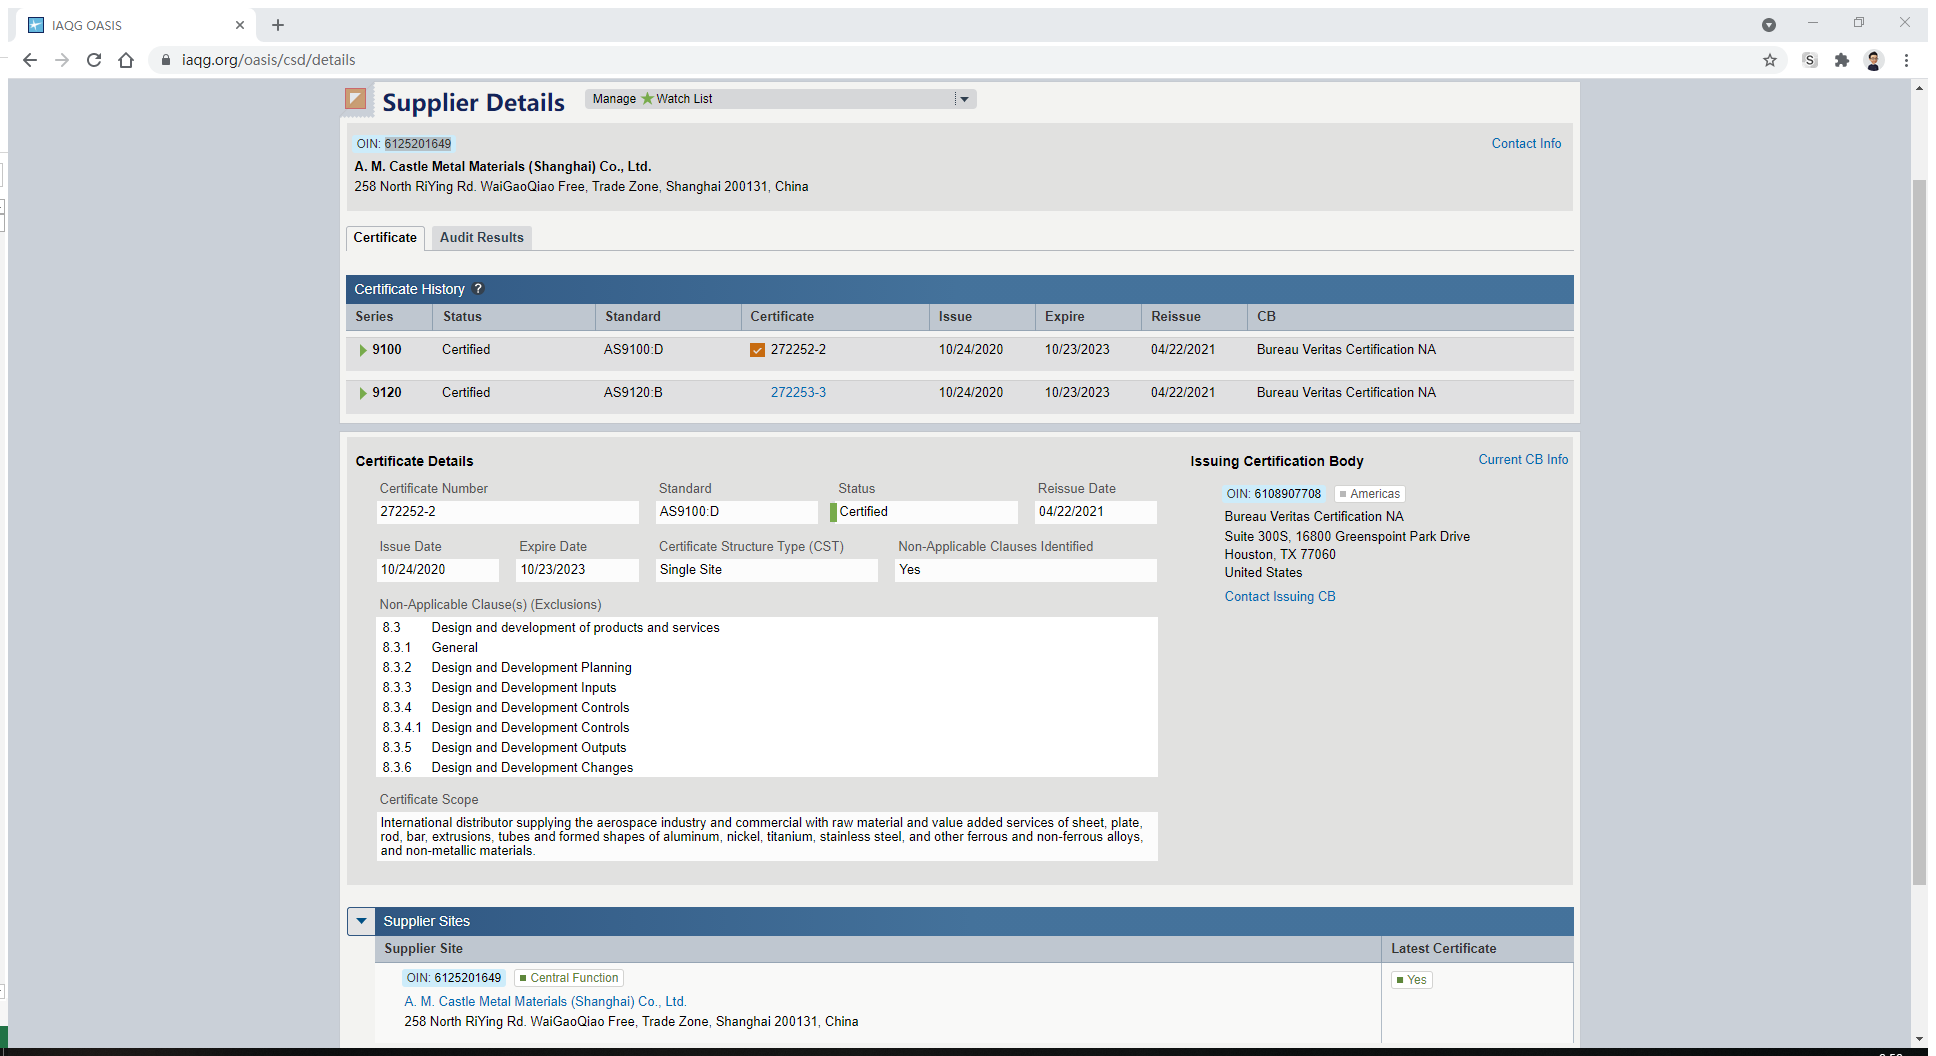 IAQG OASIS
iaqg.org/oasis/csd/details
S
Supplier Details
Manage Watch List
OIN: 6125201649
Contact Info
A. M. Castle Metal Materials (Shanghai) Co., Ltd.
258 North RiYing Rd. WaiGaoQiao Free, Trade Zone, Shanghai 200131, China
Certificate Audit Results
Certificate History ?
Series Status Standard Certificate Issue Expire Reissue CB
9100 Certified AS9100:D 272252-2 10/24/2020 10/23/2023 04/22/2021 Bureau Veritas Certification NA
9120 Certified AS9120:B 272253-3 10/24/2020 10/23/2023 04/22/2021 Bureau Veritas Certification NA
Certificate Details
Certificate Number Standard Status Reissue Date
272252-2 AS9100:D Certified 04/22/2021
Issue Date Expire Date Certificate Structure Type (CST) Non-Applicable Clauses Identified
10/24/2020 10/23/2023 Single Site Yes
Non-Applicable Clause(s) (Exclusions)
8.3 Design and development of products and services
8.3.1 General
8.3.2 Design and Development Planning
8.3.3 Design and Development Inputs
8.3.4 Design and Development Controls
8.3.4.1 Design and Development Controls
8.3.5 Design and Development Outputs
8.3.6 Design and Development Changes
Certificate Scope
International distributor supplying the aerospace industry and commercial with raw material and value added services of sheet, plate,
rod, bar, extrusions, tubes and formed shapes of aluminum, nickel, titanium, stainless steel, and other ferrous and non-ferrous alloys,
and non-metallic materials.
Issuing Certification Body Current CB Info
OIN: 6108907708 Americas
Bureau Veritas Certification NA
Suite 300S, 16800 Greenspoint Park Drive
Houston, TX 77060
United States
Contact Issuing CB
Supplier Sites
Supplier Site Latest Certificate
OIN: 6125201649 Central Function Yes
A. M. Castle Metal Materials (Shanghai) Co., Ltd.
258 North RiYing Rd. WaiGaoQiao Free, Trade Zone, Shanghai 200131, China